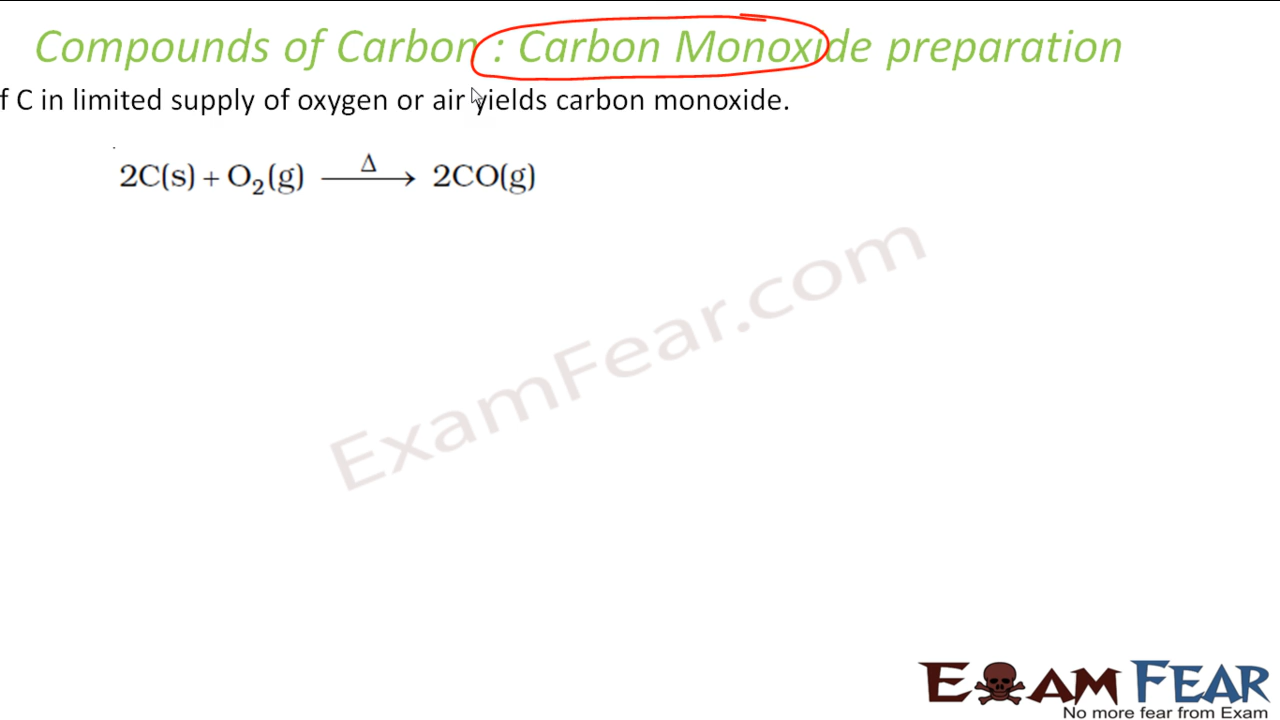 Compounds of Carbon : Carbon Monoxide preparation
f C in limited supply of oxygen or air yields carbon monoxide.
2C(s) + O₂(g) —Δ→ 2CO(g)
ExamFear.com
EXAM FEAR
No more fear from Exam